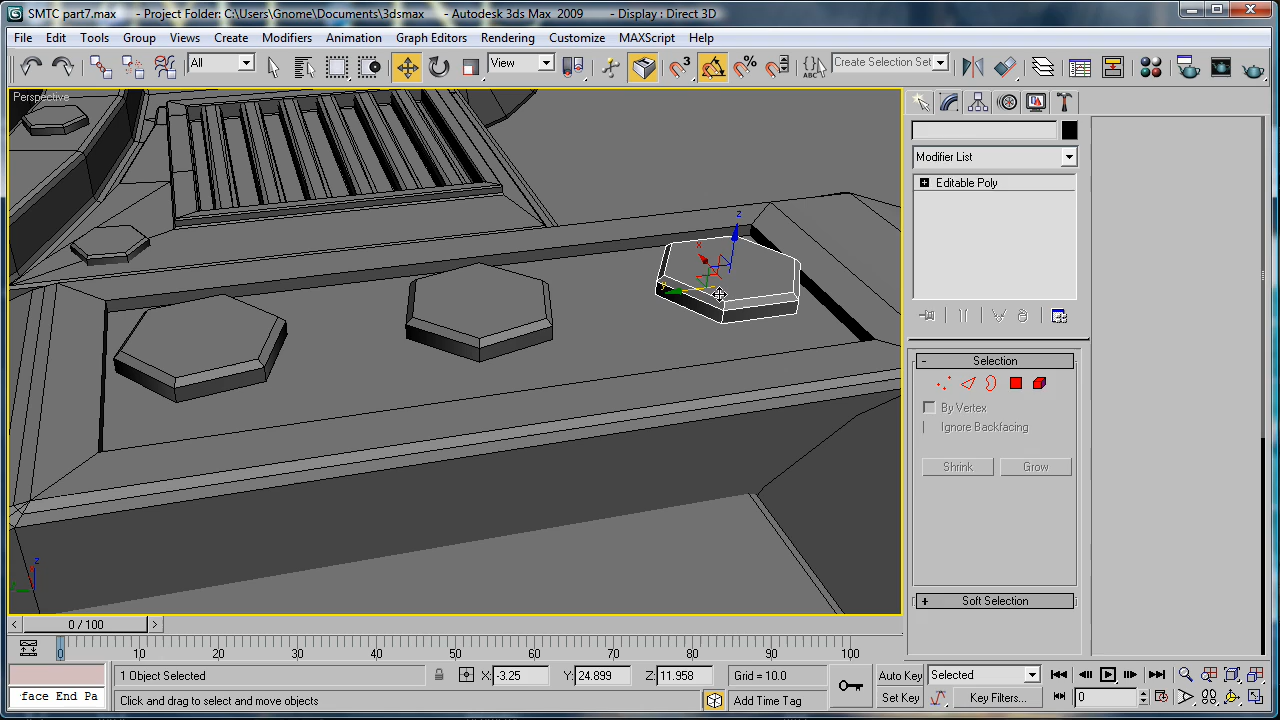 SMTC part7.max - Project Folder: C:\Users\Gnome\Documents\3dsmax - Autodesk 3ds Max 2009 - Display : Direct 3D
File Edit Tools Group Views Create Modifiers Animation Graph Editors Rendering Customize MAXScript Help
All View 3 % ABC Create Selection Set
Perspective
Modifier List
Editable Poly
z
x
y
- Selection
By Vertex
Ignore Backfacing
Shrink Grow
z
+ Soft Selection
< 0 / 100 >
0 10 20 30 40 50 60 70 80 90 100
1 Object Selected X: -3.25 Y: 24.899 Z: 11.958 Grid = 10.0 Auto Key Selected
face End Pa Click and drag to select and move objects Add Time Tag Set Key Key Filters... 0